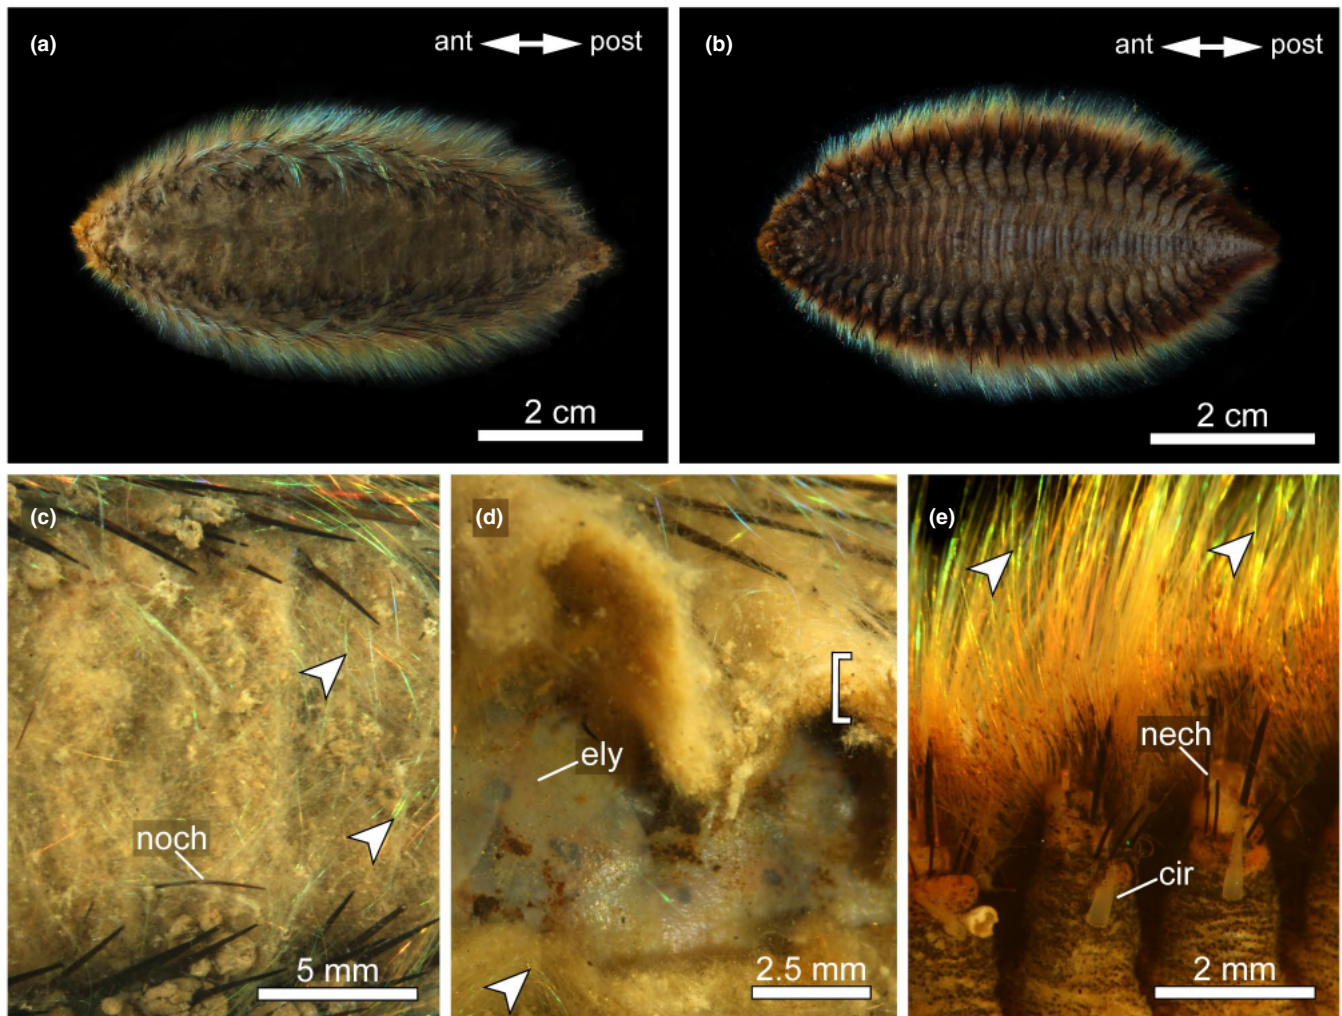 (a)
ant post
2 cm
(b)
ant post
2 cm
(c)
noch
5 mm
(d)
ely
2.5 mm
(e)
nech
cir
2 mm